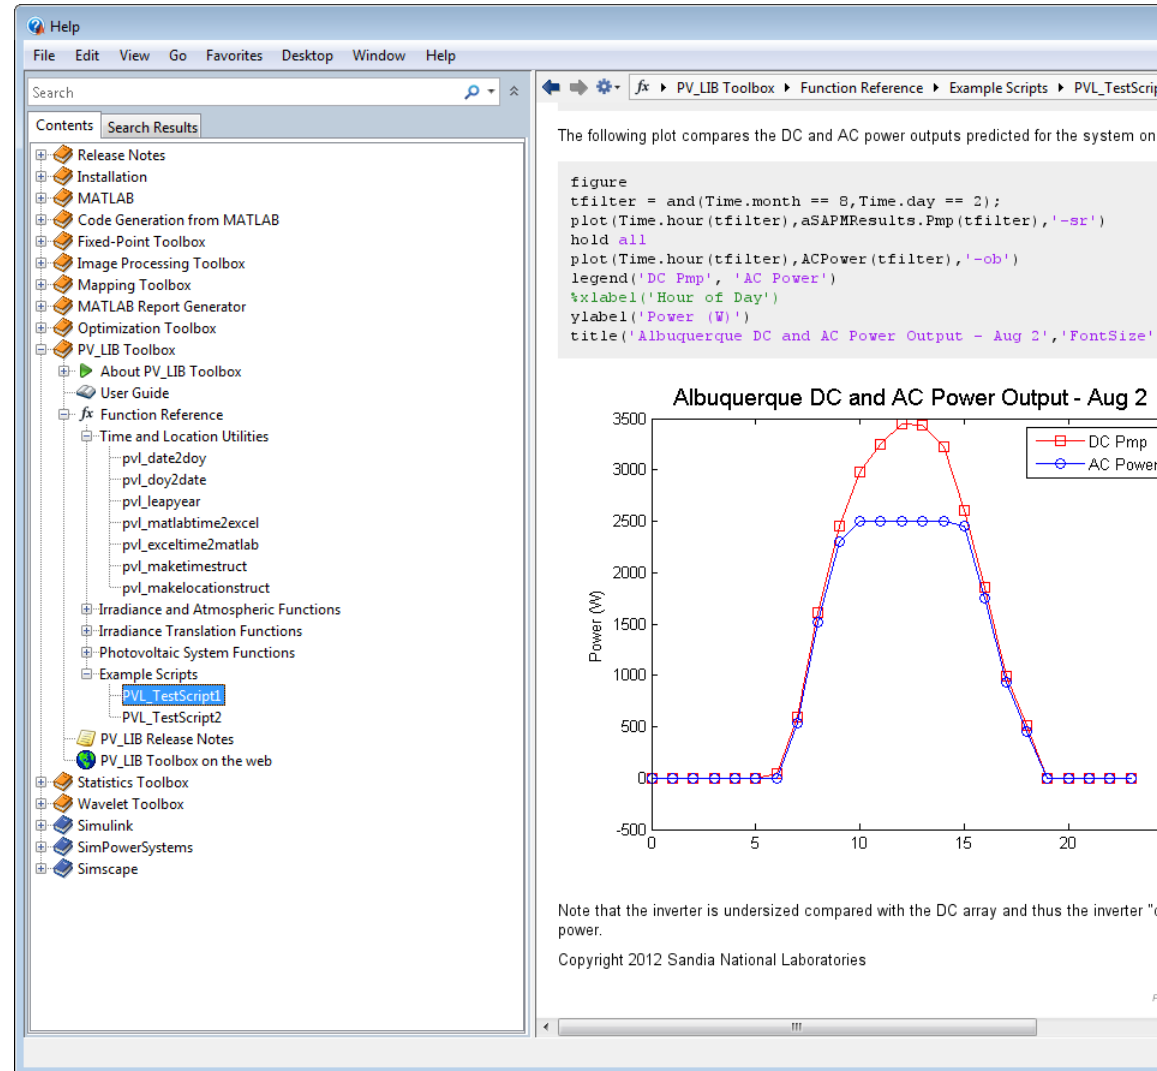 Help
File Edit View Go Favorites Desktop Window Help
Search
Contents Search Results
Release Notes
Installation
MATLAB
Code Generation from MATLAB
Fixed-Point Toolbox
Image Processing Toolbox
Mapping Toolbox
MATLAB Report Generator
Optimization Toolbox
PV_LIB Toolbox
About PV_LIB Toolbox
User Guide
fx Function Reference
Time and Location Utilities
pvl_date2doy
pvl_doy2date
pvl_leapyear
pvl_matlabtime2excel
pvl_exceltime2matlab
pvl_maketimestruct
pvl_makelocationstruct
Irradiance and Atmospheric Functions
Irradiance Translation Functions
Photovoltaic System Functions
Example Scripts
PVL_TestScript1
PVL_TestScript2
PV_LIB Release Notes
PV_LIB Toolbox on the web
Statistics Toolbox
Wavelet Toolbox
Simulink
SimPowerSystems
Simscape
fx PV_LIB Toolbox Function Reference Example Scripts PVL_TestScrip
The following plot compares the DC and AC power outputs predicted for the system on
figure
tfilter = and(Time.month == 8,Time.day == 2);
plot(Time.hour(tfilter),aSAPMResults.Pmp(tfilter),'-sr')
hold all
plot(Time.hour(tfilter),ACPower(tfilter),'-ob')
legend('DC Pmp', 'AC Power')
%xlabel('Hour of Day')
ylabel('Power (W)')
title('Albuquerque DC and AC Power Output - Aug 2','FontSize'
Albuquerque DC and AC Power Output - Aug 2
3500
3000
2500
2000
1500
1000
500
0
-500
Power (W)
DC Pmp
AC Power
0 5 10 15 20
Note that the inverter is undersized compared with the DC array and thus the inverter "
power.
Copyright 2012 Sandia National Laboratories